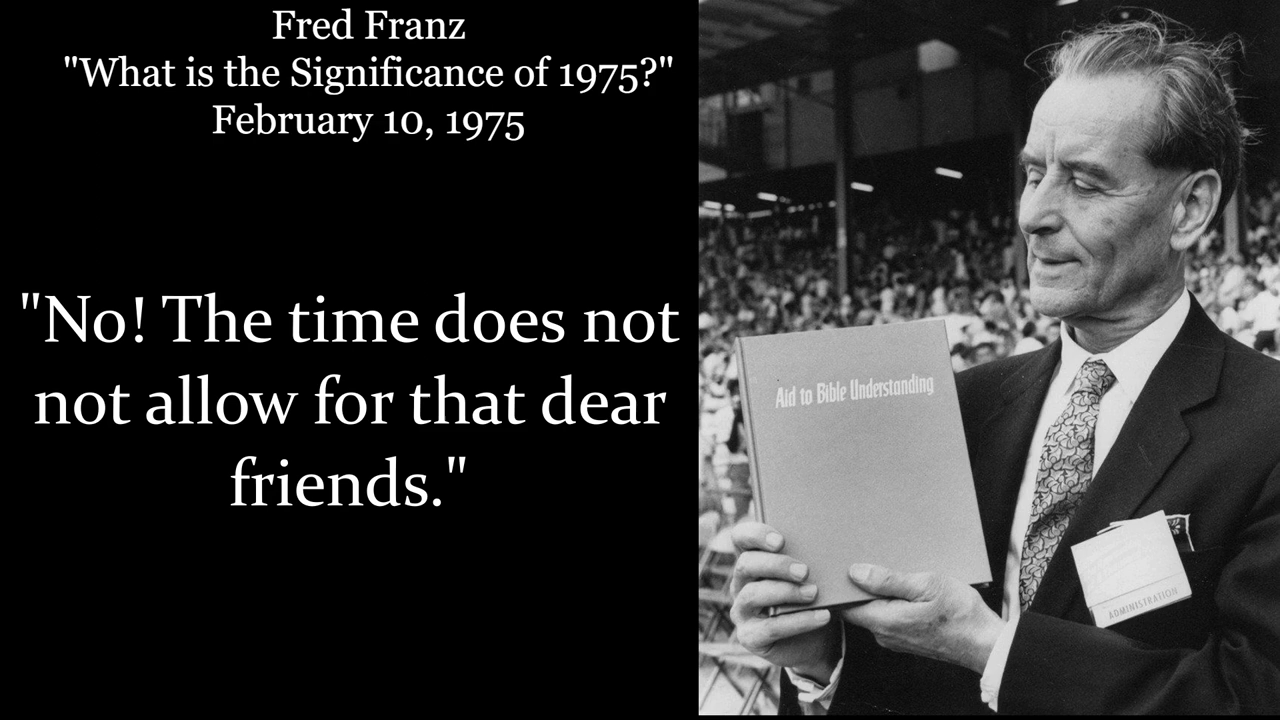 Fred Franz
"What is the Significance of 1975?"
February 10, 1975
"No! The time does not
not allow for that dear
friends."
Aid to Bible Understanding
ADMINISTRATION